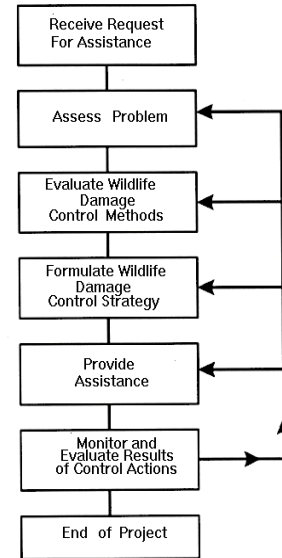 Receive Request
For Assistance
Assess Problem
Evaluate Wildlife
Damage
Control Methods
Formulate Wildlife
Damage
Control Strategy
Provide
Assistance
Monitor and
Evaluate Results
of Control Actions
End of Project